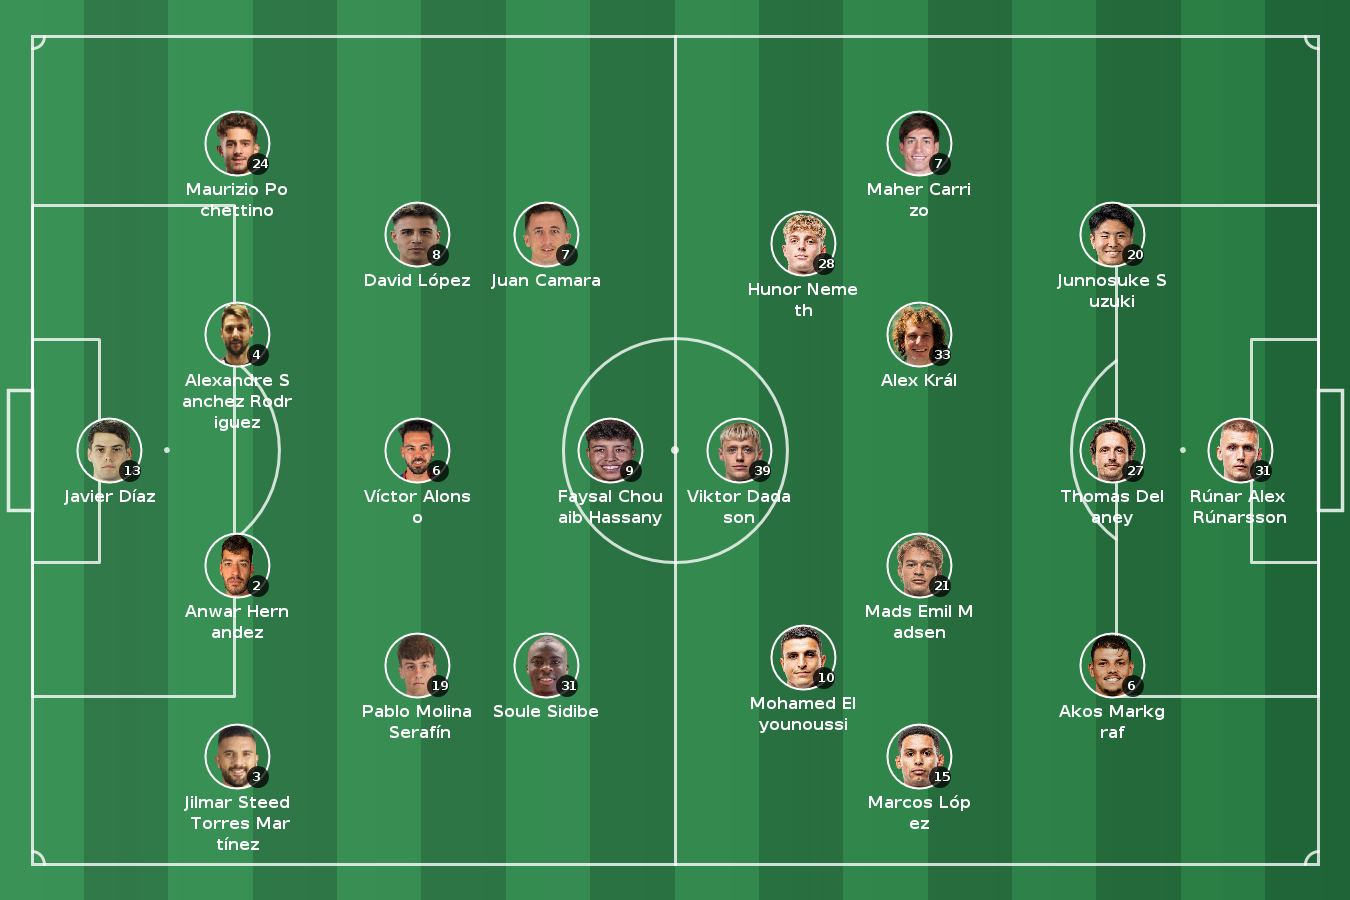 24
Maurizio Po
chettino
8
David López
7
Juan Camara
4
Alexandre S
anchez Rodr
iguez
13
Javier Díaz
6
Víctor Alons
o
9
Faysal Chou
aib Hassany
2
Anwar Hern
andez
19
Pablo Molina
Serafín
31
Soule Sidibe
3
Jilmar Steed
Torres Mar
tínez
7
Maher Carri
zo
28
Hunor Neme
th
20
Junnosuke S
uzuki
33
Alex Král
39
Viktor Dada
son
27
Thomas Del
aney
31
Rúnar Alex
Rúnarsson
21
Mads Emil M
adsen
10
Mohamed El
younoussi
6
Akos Markg
raf
15
Marcos Lóp
ez